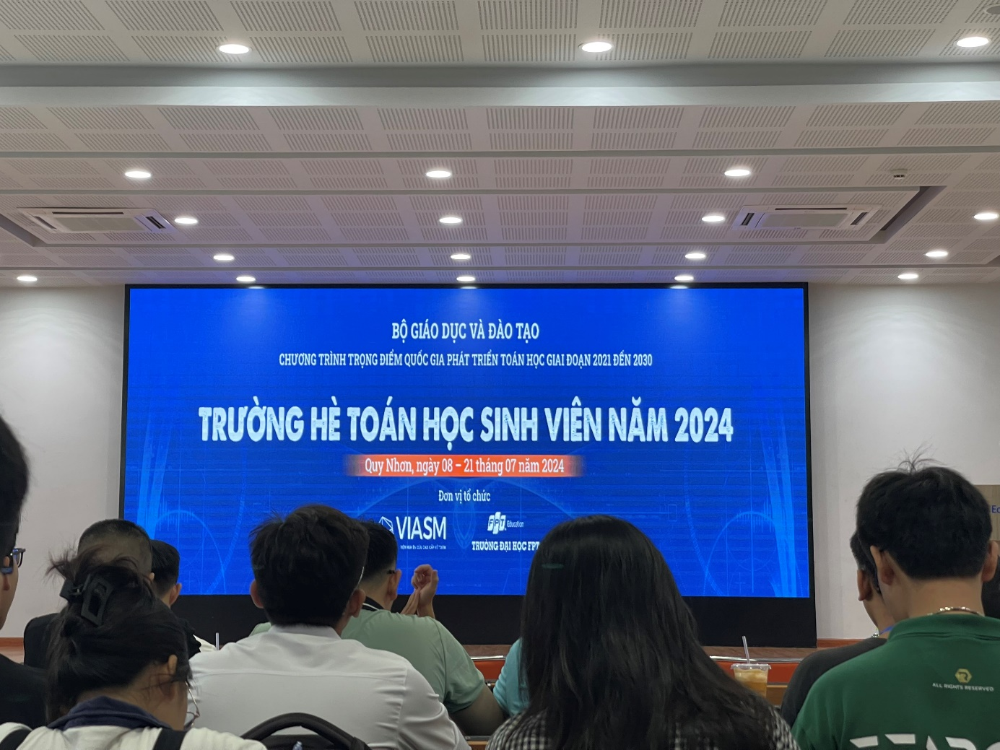 BỘ GIÁO DỤC VÀ ĐÀO TẠO
CHƯƠNG TRÌNH TRỌNG ĐIỂM QUỐC GIA PHÁT TRIỂN TOÁN HỌC GIAI ĐOẠN 2021 ĐẾN 2030
TRƯỜNG HÈ TOÁN HỌC SINH VIÊN NĂM 2024
Quy Nhơn, ngày 08 – 21 tháng 07 năm 2024
Đơn vị tổ chức
VIASM
FPT Education
TRƯỜNG ĐẠI HỌC FPT
ALL RIGHTS RESERVED